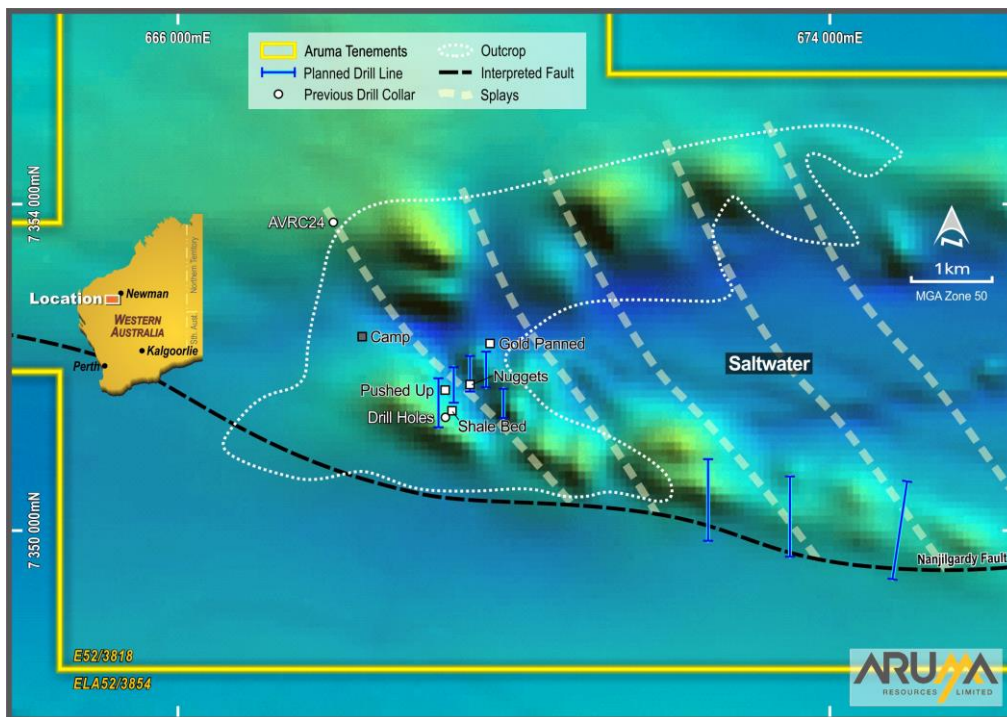 666 000mE
674 000mE
Aruma Tenements
Planned Drill Line
Previous Drill Collar
Outcrop
Interpreted Fault
Splays
7 354 000mN
AVRC24
N
1km
MGA Zone 50
Location
Newman
WESTERN
AUSTRALIA
Kalgoorlie
Perth
Northern Territory
Sth. Aust.
Camp
Gold Panned
Saltwater
Nuggets
Pushed Up
Drill Holes
Shale Bed
7 350 000mN
Nanjilgardy Fault
E52/3818
ELA52/3854
ARUMA
RESOURCES LIMITED